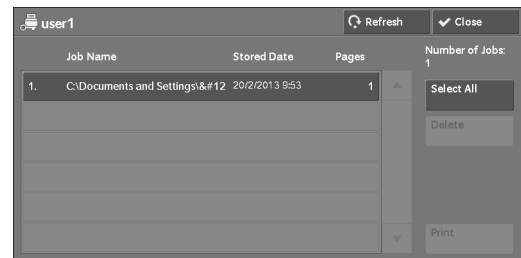 user1 Refresh Close
Job Name Stored Date Pages Number of Jobs:
1
1. C:\Documents and Settings\&#12 20/2/2013 9:53 1
Select All
Delete
Print